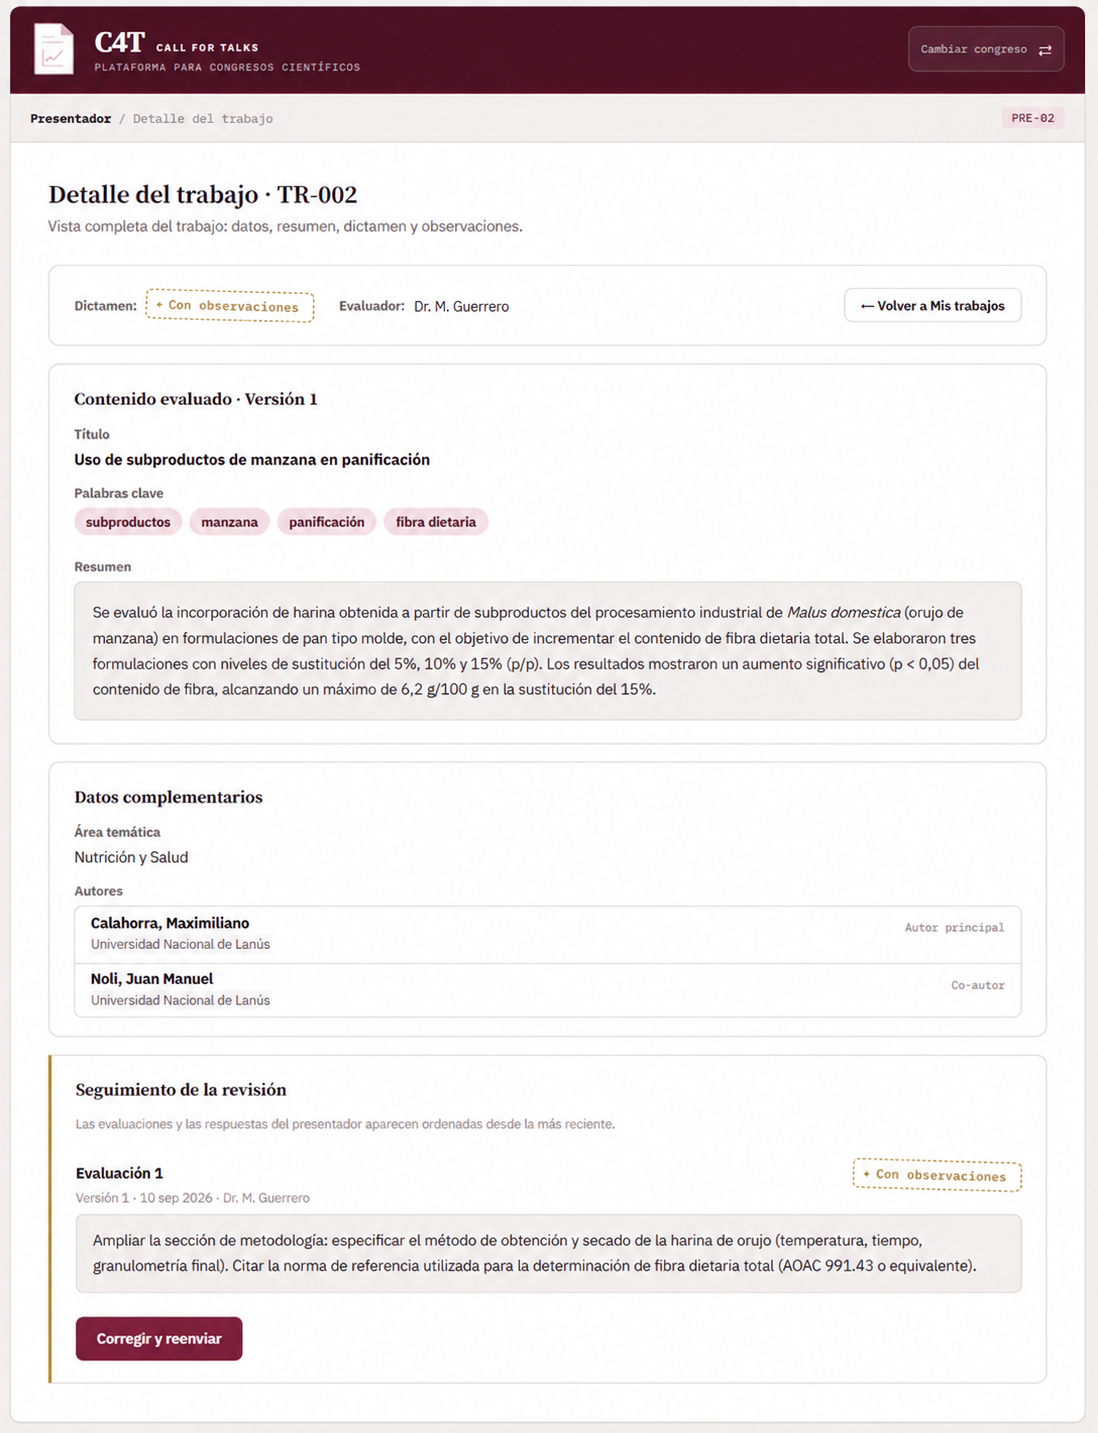 C4T CALL FOR TALKS
PLATAFORMA PARA CONGRESOS CIENTÍFICOS
Cambiar congreso ⇄
Presentador / Detalle del trabajo
PRE-02
Detalle del trabajo · TR-002
Vista completa del trabajo: datos, resumen, dictamen y observaciones.
Dictamen: ✦ Con observaciones Evaluador: Dr. M. Guerrero
← Volver a Mis trabajos
Contenido evaluado · Versión 1
Título
Uso de subproductos de manzana en panificación
Palabras clave
subproductos manzana panificación fibra dietaria
Resumen
Se evaluó la incorporación de harina obtenida a partir de subproductos del procesamiento industrial de Malus domestica (orujo de
manzana) en formulaciones de pan tipo molde, con el objetivo de incrementar el contenido de fibra dietaria total. Se elaboraron tres
formulaciones con niveles de sustitución del 5%, 10% y 15% (p/p). Los resultados mostraron un aumento significativo (p < 0,05) del
contenido de fibra, alcanzando un máximo de 6,2 g/100 g en la sustitución del 15%.
Datos complementarios
Área temática
Nutrición y Salud
Autores
Calahorra, Maximiliano
Universidad Nacional de Lanús
Autor principal
Noli, Juan Manuel
Universidad Nacional de Lanús
Co-autor
Seguimiento de la revisión
Las evaluaciones y las respuestas del presentador aparecen ordenadas desde la más reciente.
Evaluación 1
✦ Con observaciones
Versión 1 · 10 sep 2026 · Dr. M. Guerrero
Ampliar la sección de metodología: especificar el método de obtención y secado de la harina de orujo (temperatura, tiempo,
granulometría final). Citar la norma de referencia utilizada para la determinación de fibra dietaria total (AOAC 991.43 o equivalente).
Corregir y reenviar